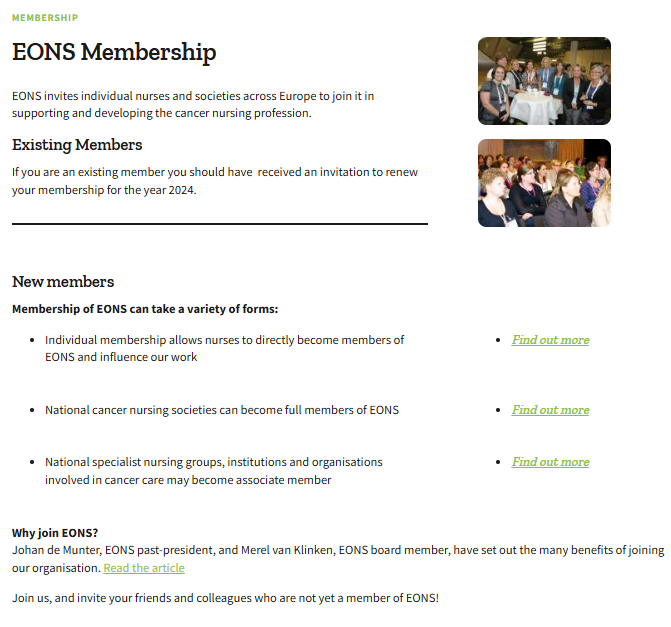 MEMBERSHIP
EONS Membership
EONS invites individual nurses and societies across Europe to join it in
supporting and developing the cancer nursing profession.
Existing Members
If you are an existing member you should have  received an invitation to renew
your membership for the year 2024.
New members
Membership of EONS can take a variety of forms:
• Individual membership allows nurses to directly become members of
EONS and influence our work
• Find out more
• National cancer nursing societies can become full members of EONS
• Find out more
• National specialist nursing groups, institutions and organisations
involved in cancer care may become associate member
• Find out more
Why join EONS?
Johan de Munter, EONS past-president, and Merel van Klinken, EONS board member, have set out the many benefits of joining
our organisation. Read the article
Join us, and invite your friends and colleagues who are not yet a member of EONS!